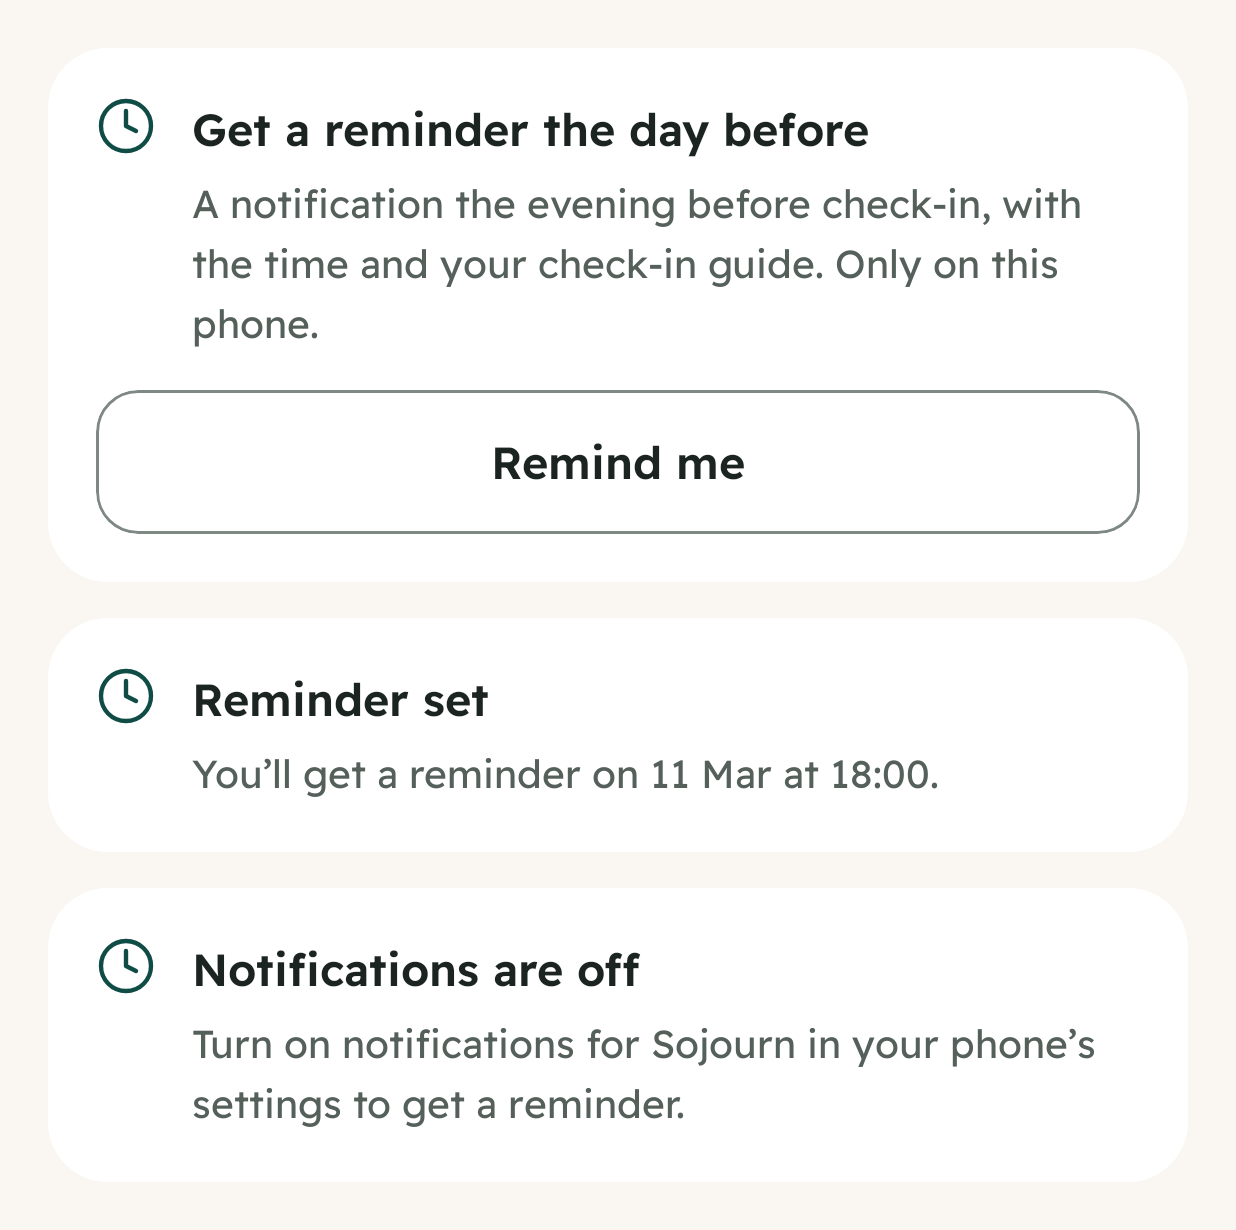 Get a reminder the day before
A notification the evening before check-in, with
the time and your check-in guide. Only on this
phone.
Remind me
Reminder set
You’ll get a reminder on 11 Mar at 18:00.
Notifications are off
Turn on notifications for Sojourn in your phone’s
settings to get a reminder.